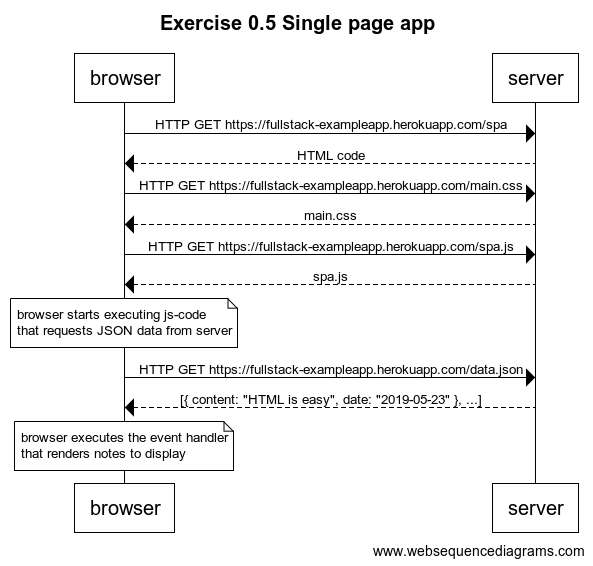 Exercise 0.5 Single page app
browser server
HTTP GET https://fullstack-exampleapp.herokuapp.com/spa
HTML code
HTTP GET https://fullstack-exampleapp.herokuapp.com/main.css
main.css
HTTP GET https://fullstack-exampleapp.herokuapp.com/spa.js
spa.js
browser starts executing js-code
that requests JSON data from server
HTTP GET https://fullstack-exampleapp.herokuapp.com/data.json
[{ content: "HTML is easy", date: "2019-05-23" }, ...]
browser executes the event handler
that renders notes to display
browser server
www.websequencediagrams.com